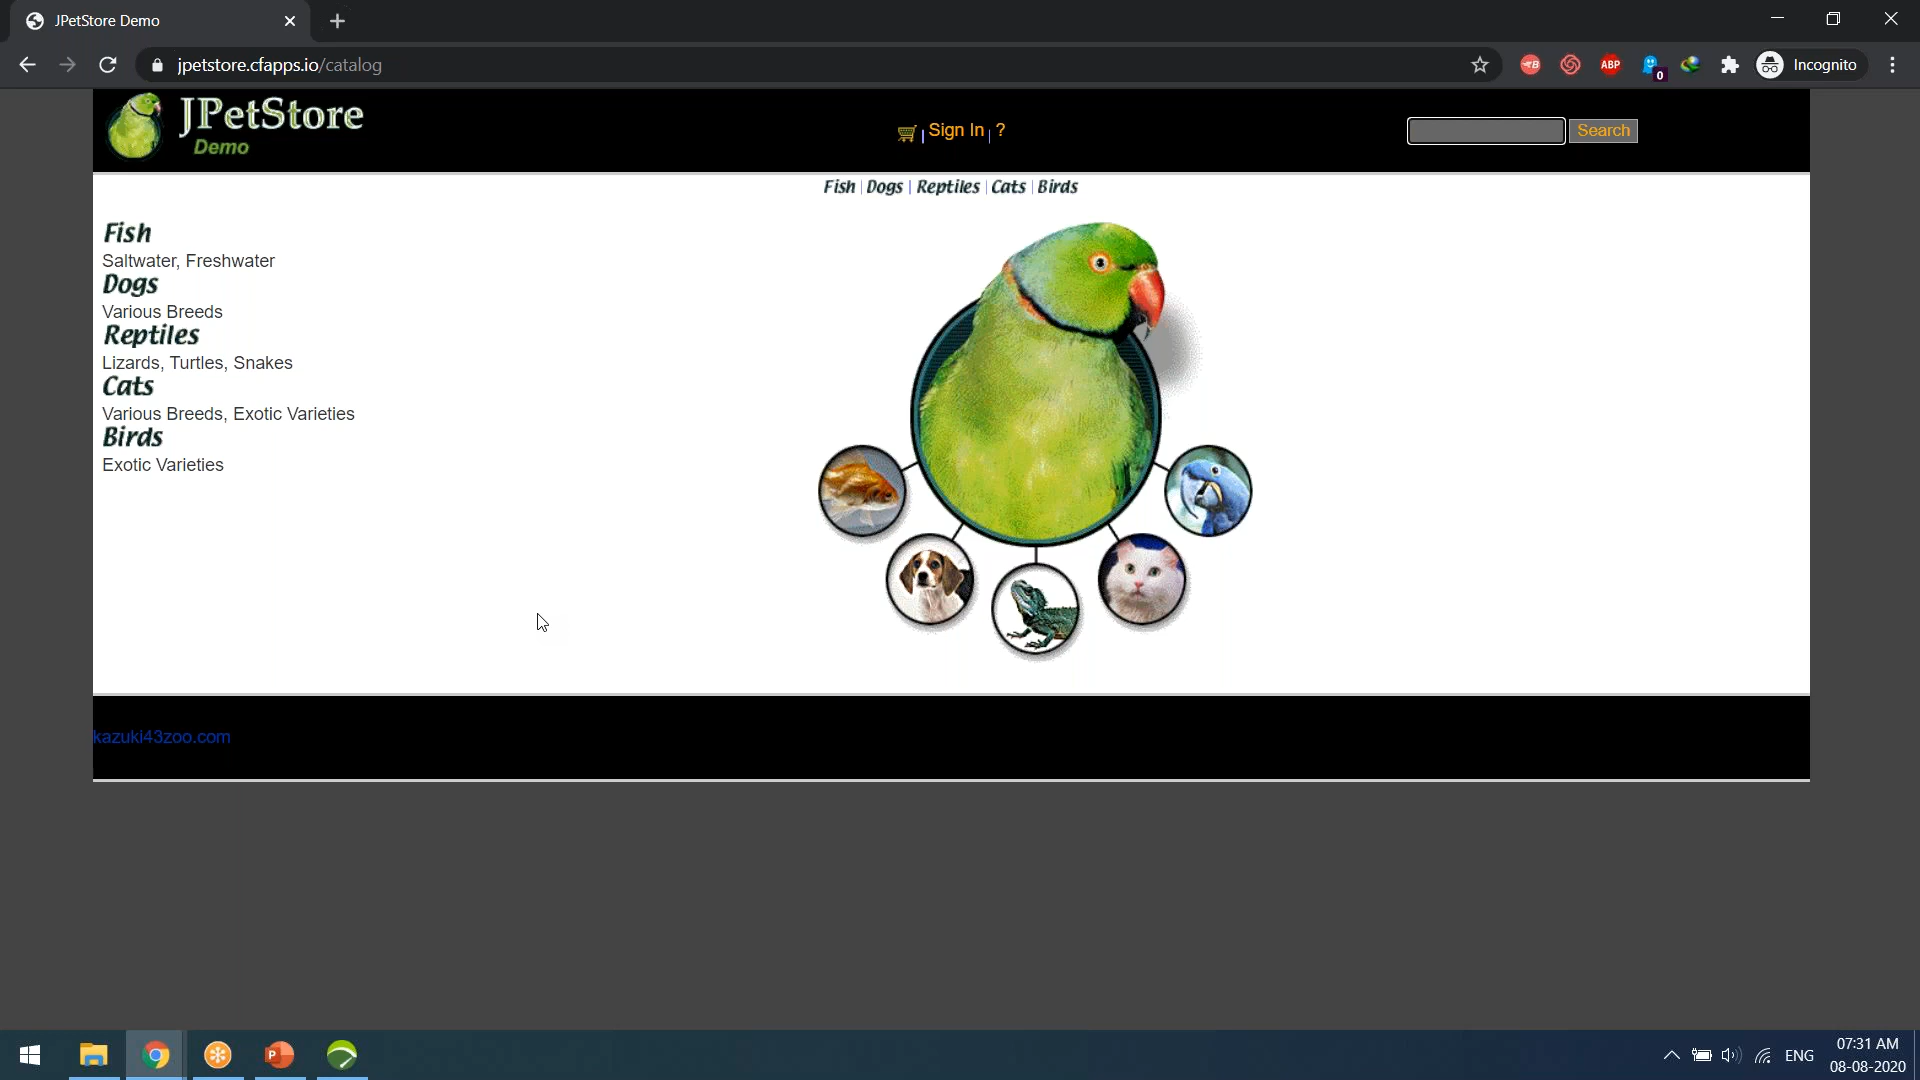 JPetStore Demo
jpetstore.cfapps.io/catalog
ABP
0
Incognito
JPetStore
Demo
Sign In
?
Search
Fish | Dogs | Reptiles | Cats | Birds
Fish
Saltwater, Freshwater
Dogs
Various Breeds
Reptiles
Lizards, Turtles, Snakes
Cats
Various Breeds, Exotic Varieties
Birds
Exotic Varieties
kazuki43zoo.com
ENG
07:31 AM
08-08-2020